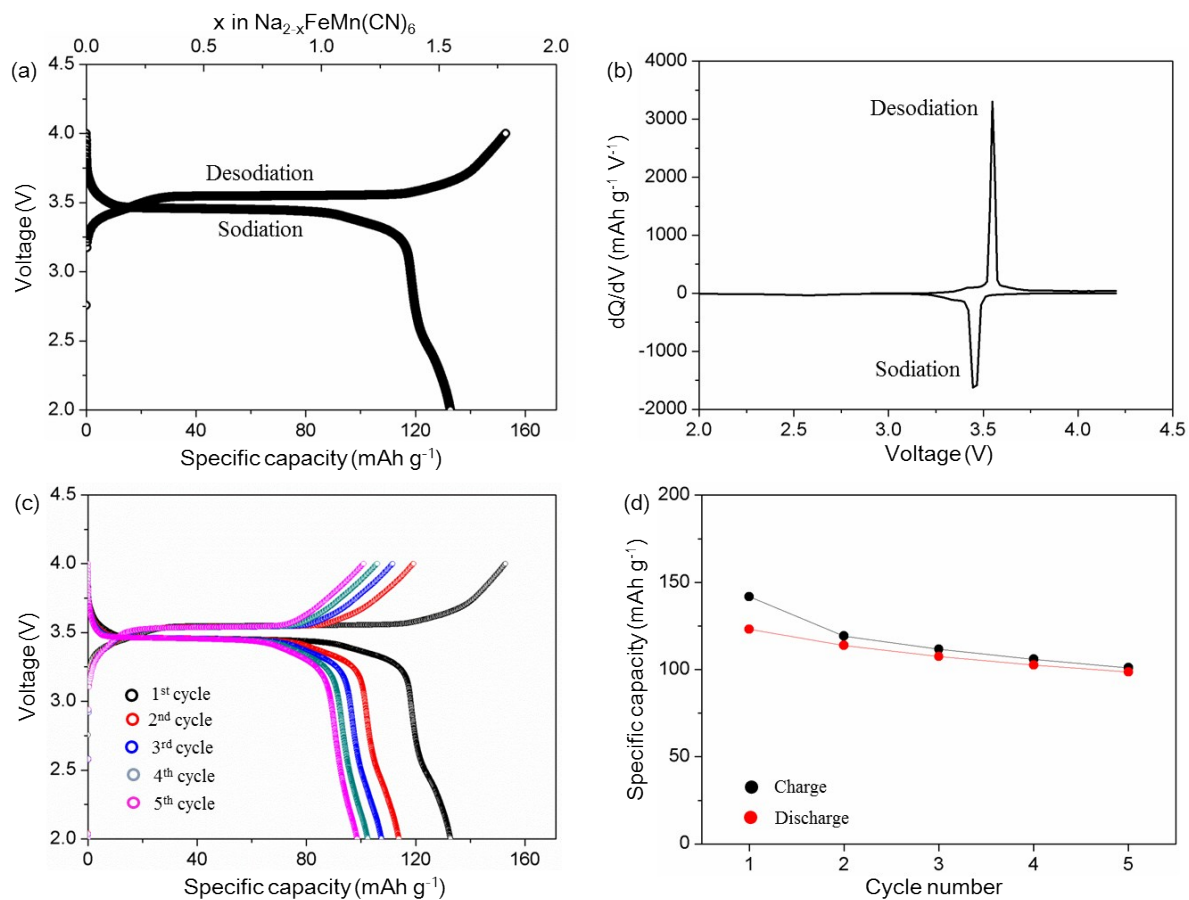 x in Na2-xFeMn(CN)6
0.0 0.5 1.0 1.5 2.0
(a)
4.5
4.0
3.5
3.0
2.5
2.0
Voltage (V)
Desodiation
Sodiation
0 40 80 120 160
Specific capacity (mAh g-1)
(b)
4000
3000
2000
1000
0
-1000
-2000
dQ/dV (mAh g-1 V-1)
Desodiation
Sodiation
2.0 2.5 3.0 3.5 4.0 4.5
Voltage (V)
(c)
4.5
4.0
3.5
3.0
2.5
2.0
Voltage (V)
1st cycle
2nd cycle
3rd cycle
4th cycle
5th cycle
0 40 80 120 160
Specific capacity (mAh g-1)
(d)
200
150
100
50
0
Specific capacity (mAh g-1)
Charge
Discharge
1 2 3 4 5
Cycle number